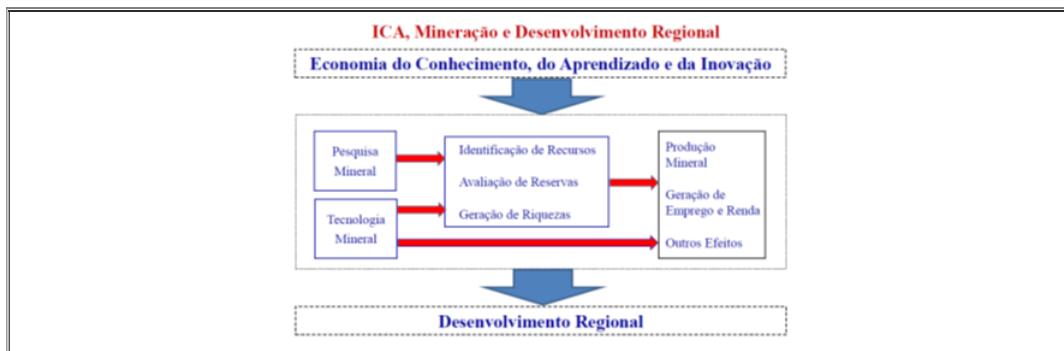 ICA, Mineração e Desenvolvimento Regional
Economia do Conhecimento, do Aprendizado e da Inovação
Pesquisa
Mineral
Tecnologia
Mineral
Identificação de Recursos
Avaliação de Reservas
Geração de Riquezas
Produção
Mineral
Geração de
Emprego e Renda
Outros Efeitos
Desenvolvimento Regional